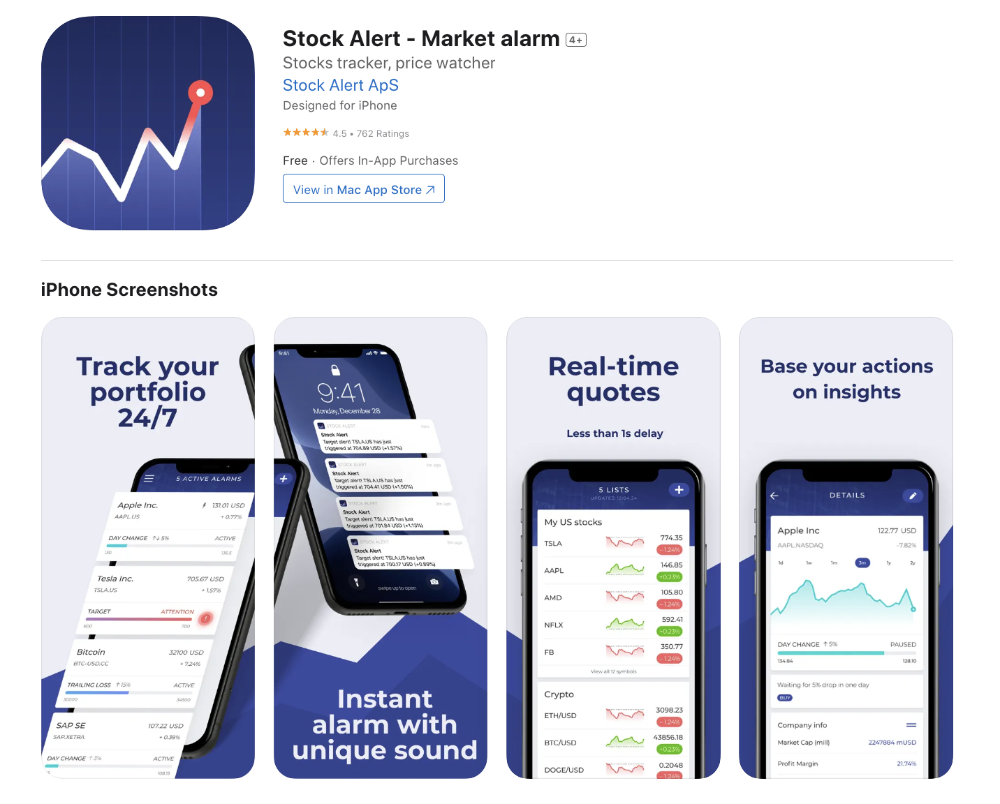 Stock Alert - Market alarm 4+
Stocks tracker, price watcher
Stock Alert ApS
Designed for iPhone
4.5 • 762 Ratings
Free · Offers In-App Purchases
View in Mac App Store
iPhone Screenshots
Track your
portfolio
24/7
5 ACTIVE ALARMS
Apple Inc. 131.01 USD
AAPL.US + 0.77%
DAY CHANGE ↑↓ 5% ACTIVE
130 136.5
Tesla Inc. 705.67 USD
TSLA.US + 1.57%
TARGET ATTENTION
600 700
Bitcoin 32100 USD
BTC-USD.CC + 7.24%
TRAILING LOSS ↑ 15% ACTIVE
30000 34500
SAP SE 107.22 USD
SAP.XETRA + 0.39%
DAY CHANGE ↑ 3% ACTIVE
108.15
9:41
9:41
Monday, December 28
STOCK ALERT now
Stock Alert
Target alert! TSLA.US has just
triggered at 704.89 USD (+1.57%)
STOCK ALERT 1m ago
Stock Alert
Target alert! TSLA.US has just
triggered at 704.41 USD (+1.50%)
STOCK ALERT 2m ago
Stock Alert
Target alert! TSLA.US has just
triggered at 701.84 USD (+1.13%)
STOCK ALERT 3m ago
Stock Alert
Target alert! TSLA.US has just
triggered at 700.17 USD (+0.89%)
swipe up to open
Instant
alarm with
unique sound
Real-time
quotes
Less than 1s delay
5 LISTS
UPDATED 12:04:24
My US stocks
TSLA 774.35
-1.24%
AAPL 146.85
+0.23%
AMD 105.80
-1.24%
NFLX 592.41
+0.23%
FB 350.77
-1.24%
View all 12 symbols
Crypto
ETH/USD 3098.23
-1.24%
BTC/USD 43856.18
+0.23%
DOGE/USD 0.2048
-1.24%
Base your actions
on insights
DETAILS
Apple Inc 122.77 USD
AAPL.NASDAQ -7.82%
1d 1w 1m 3m 1y 2y
DAY CHANGE ↑ 5% PAUSED
134.84 128.10
Waiting for 5% drop in one day
BUY
Company info
Market Cap (mill) 2247884 mUSD
Profit Margin 21.74%